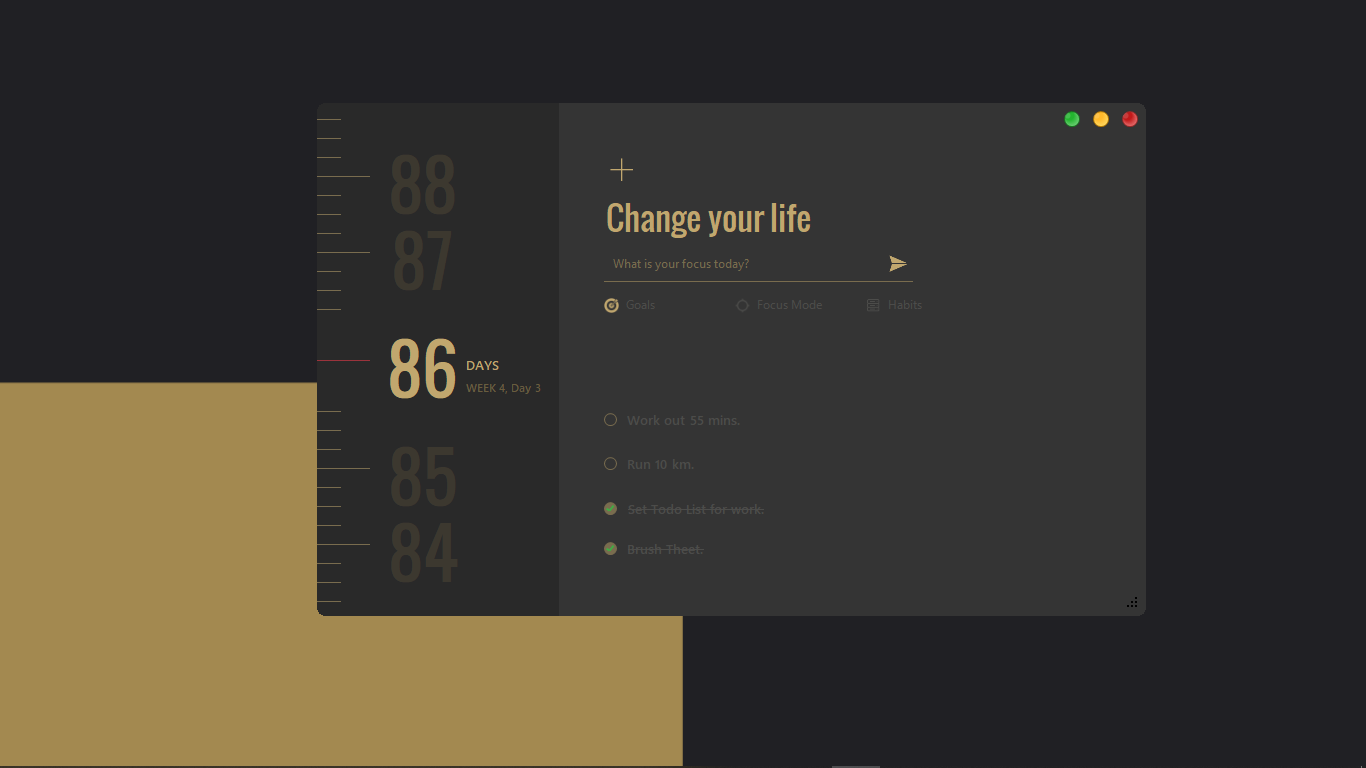 88
87
86
DAYS
WEEK 4, Day 3
85
84
Change your life
What is your focus today?
Goals
Focus Mode
Habits
Work out 55 mins.
Run 10 km.
Set Todo List for work.
Brush Theet.